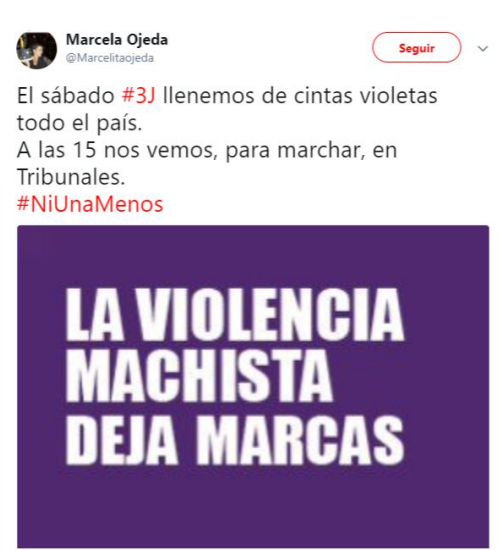 Marcela Ojeda
@Marcelitaojeda
Seguir
El sábado #3J llenemos de cintas violetas
todo el país.
A las 15 nos vemos, para marchar, en
Tribunales.
#NiUnaMenos
LA VIOLENCIA
MACHISTA
DEJA MARCAS